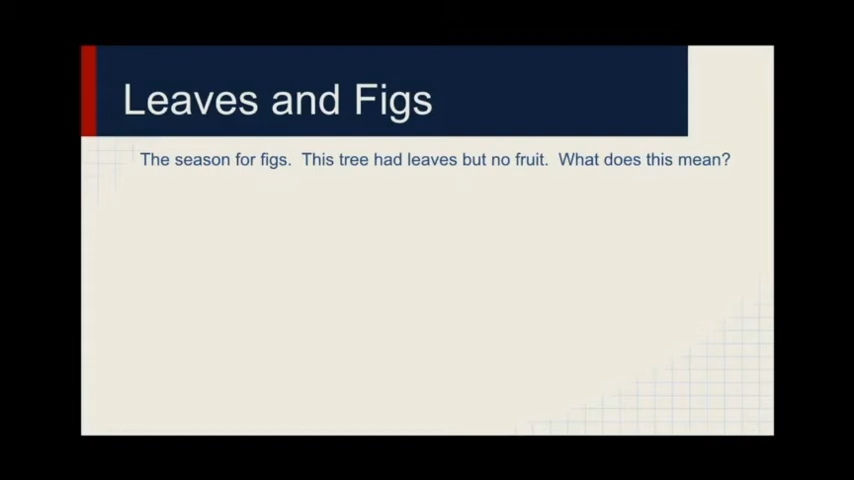 Leaves and Figs
The season for figs.  This tree had leaves but no fruit.  What does this mean?